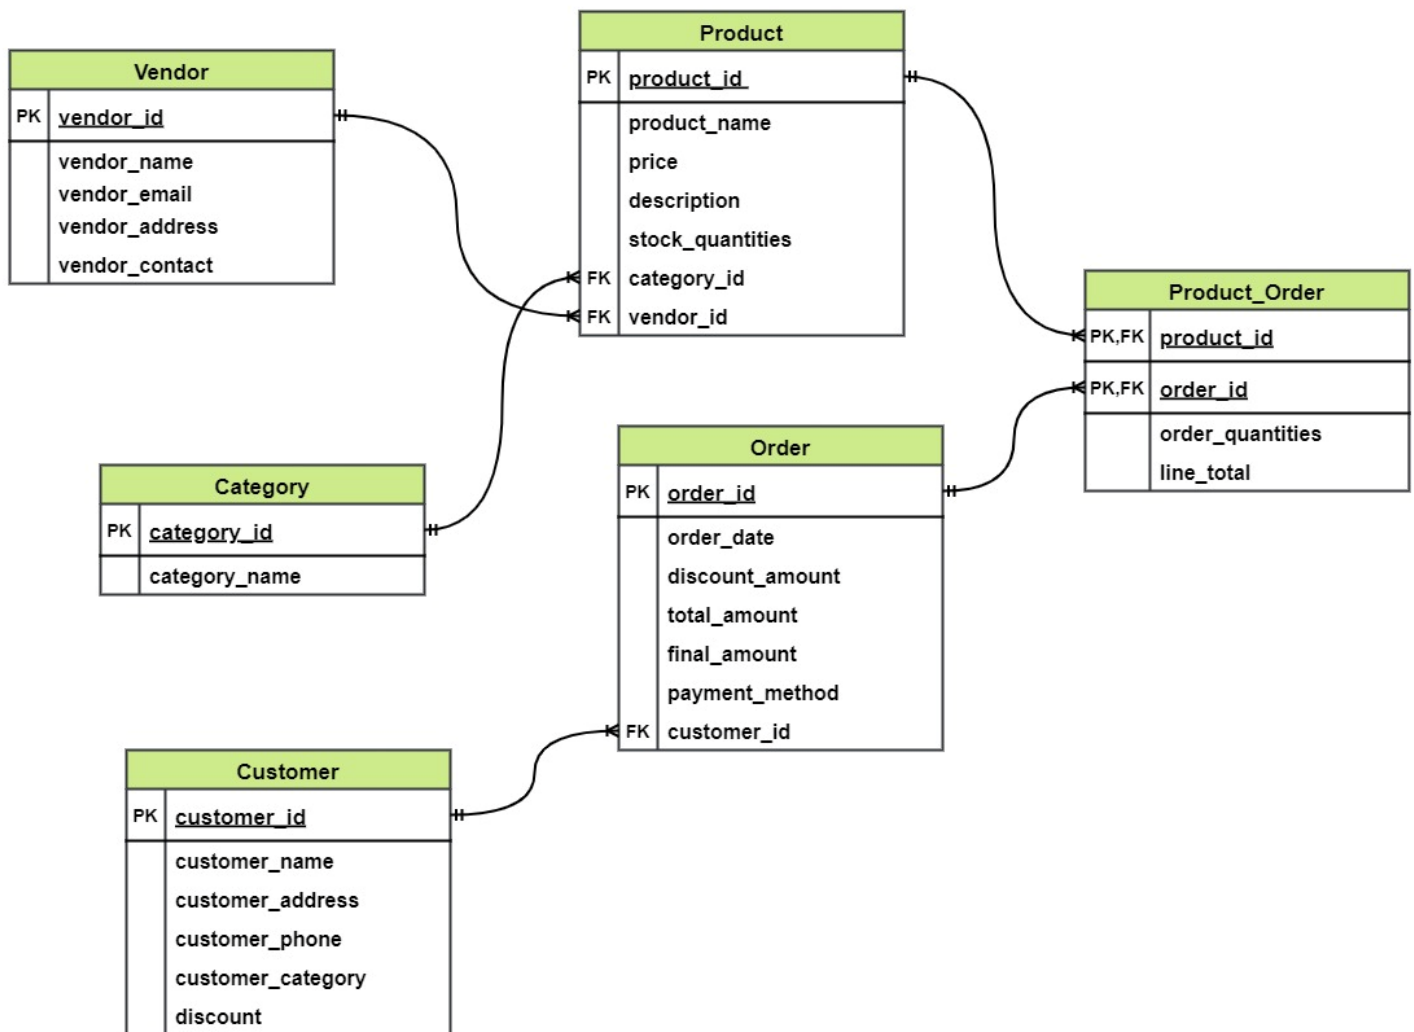 Vendor
PK vendor_id
vendor_name
vendor_email
vendor_address
vendor_contact
Product
PK product_id
product_name
price
description
stock_quantities
FK category_id
FK vendor_id
Product_Order
PK,FK product_id
PK,FK order_id
order_quantities
line_total
Category
PK category_id
category_name
Order
PK order_id
order_date
discount_amount
total_amount
final_amount
payment_method
FK customer_id
Customer
PK customer_id
customer_name
customer_address
customer_phone
customer_category
discount